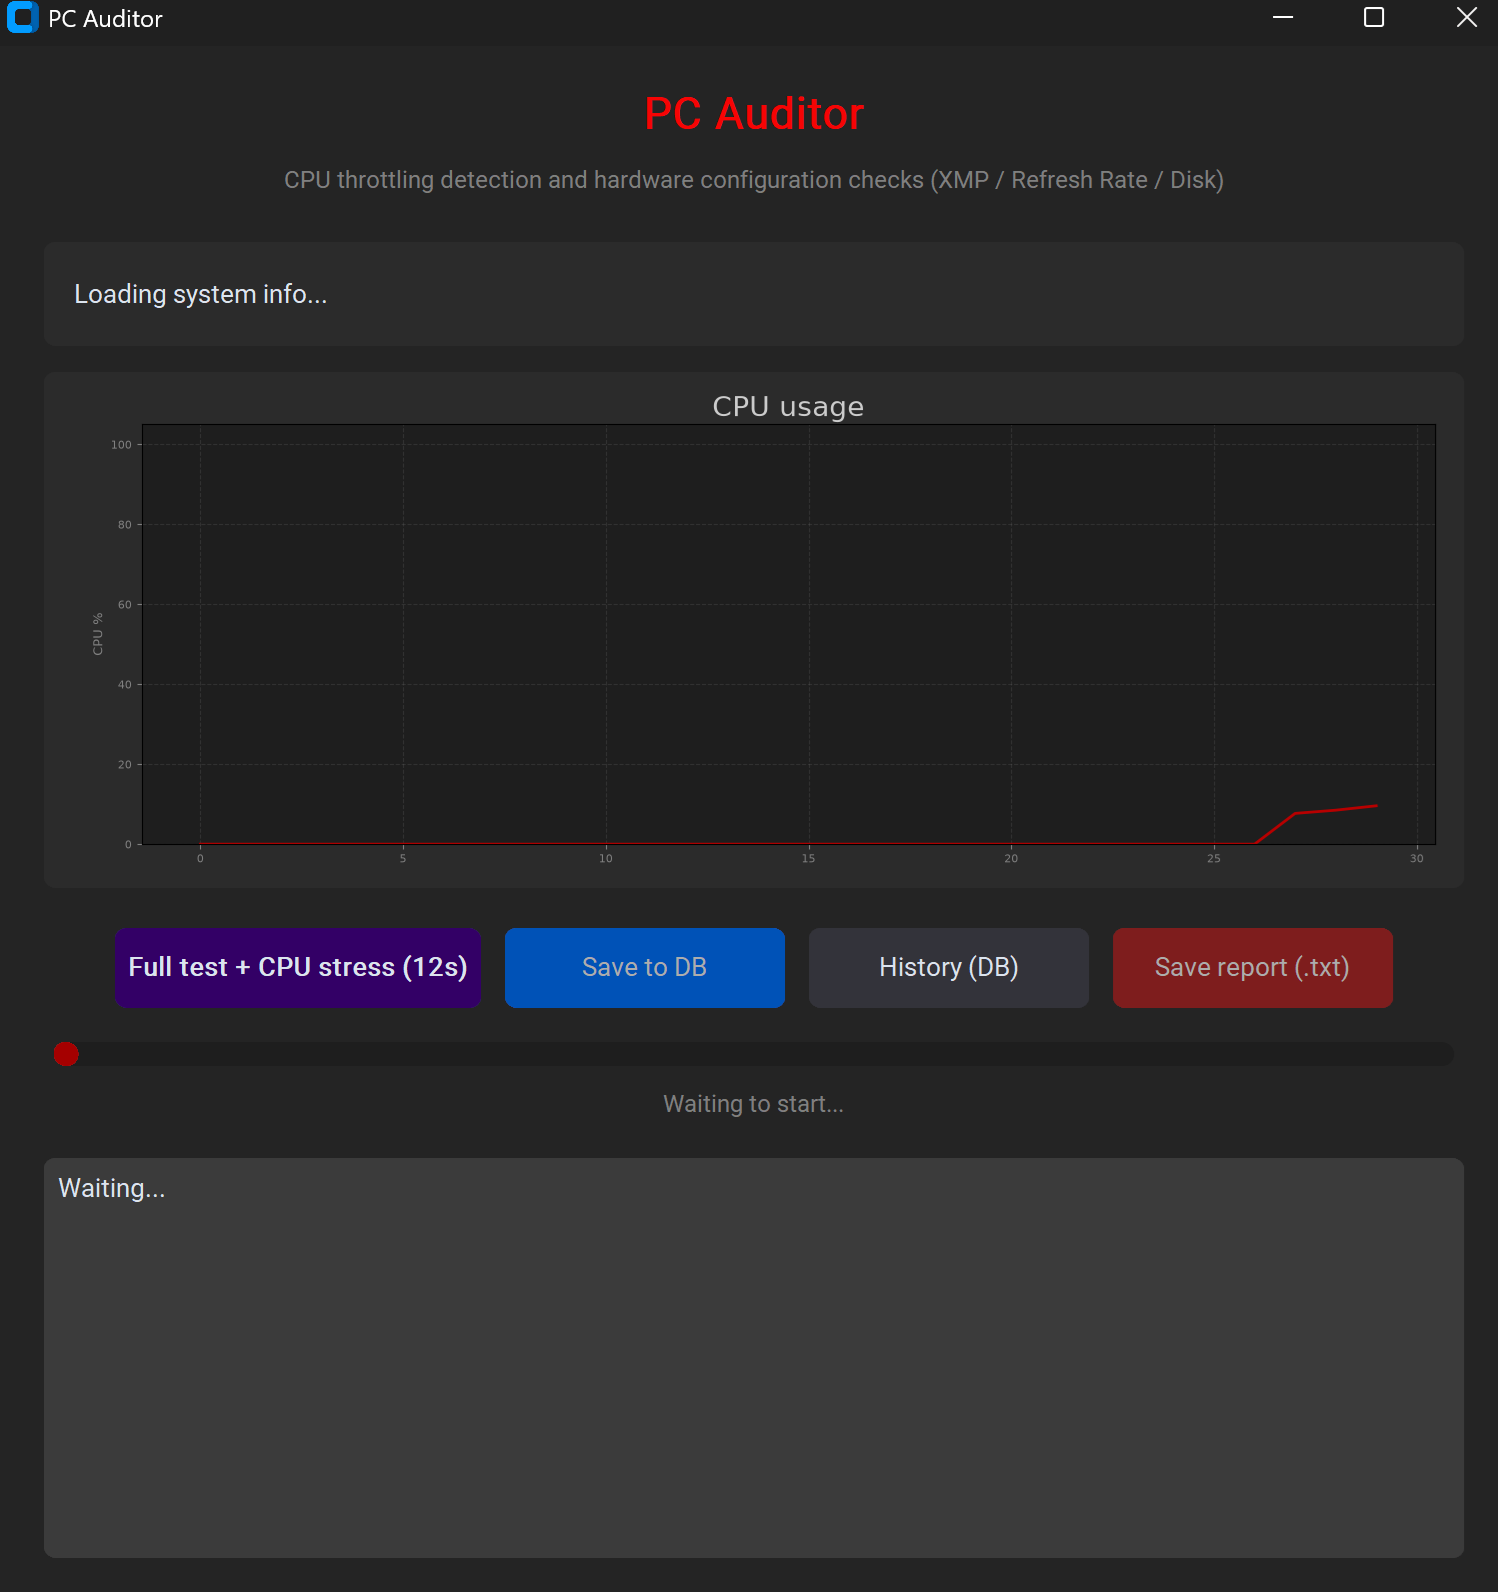 PC Auditor
PC Auditor
CPU throttling detection and hardware configuration checks (XMP / Refresh Rate / Disk)
Loading system info...
CPU usage
100
80
60
40
20
0
CPU %
0 5 10 15 20 25 30
Full test + CPU stress (12s) Save to DB History (DB) Save report (.txt)
Waiting to start...
Waiting...